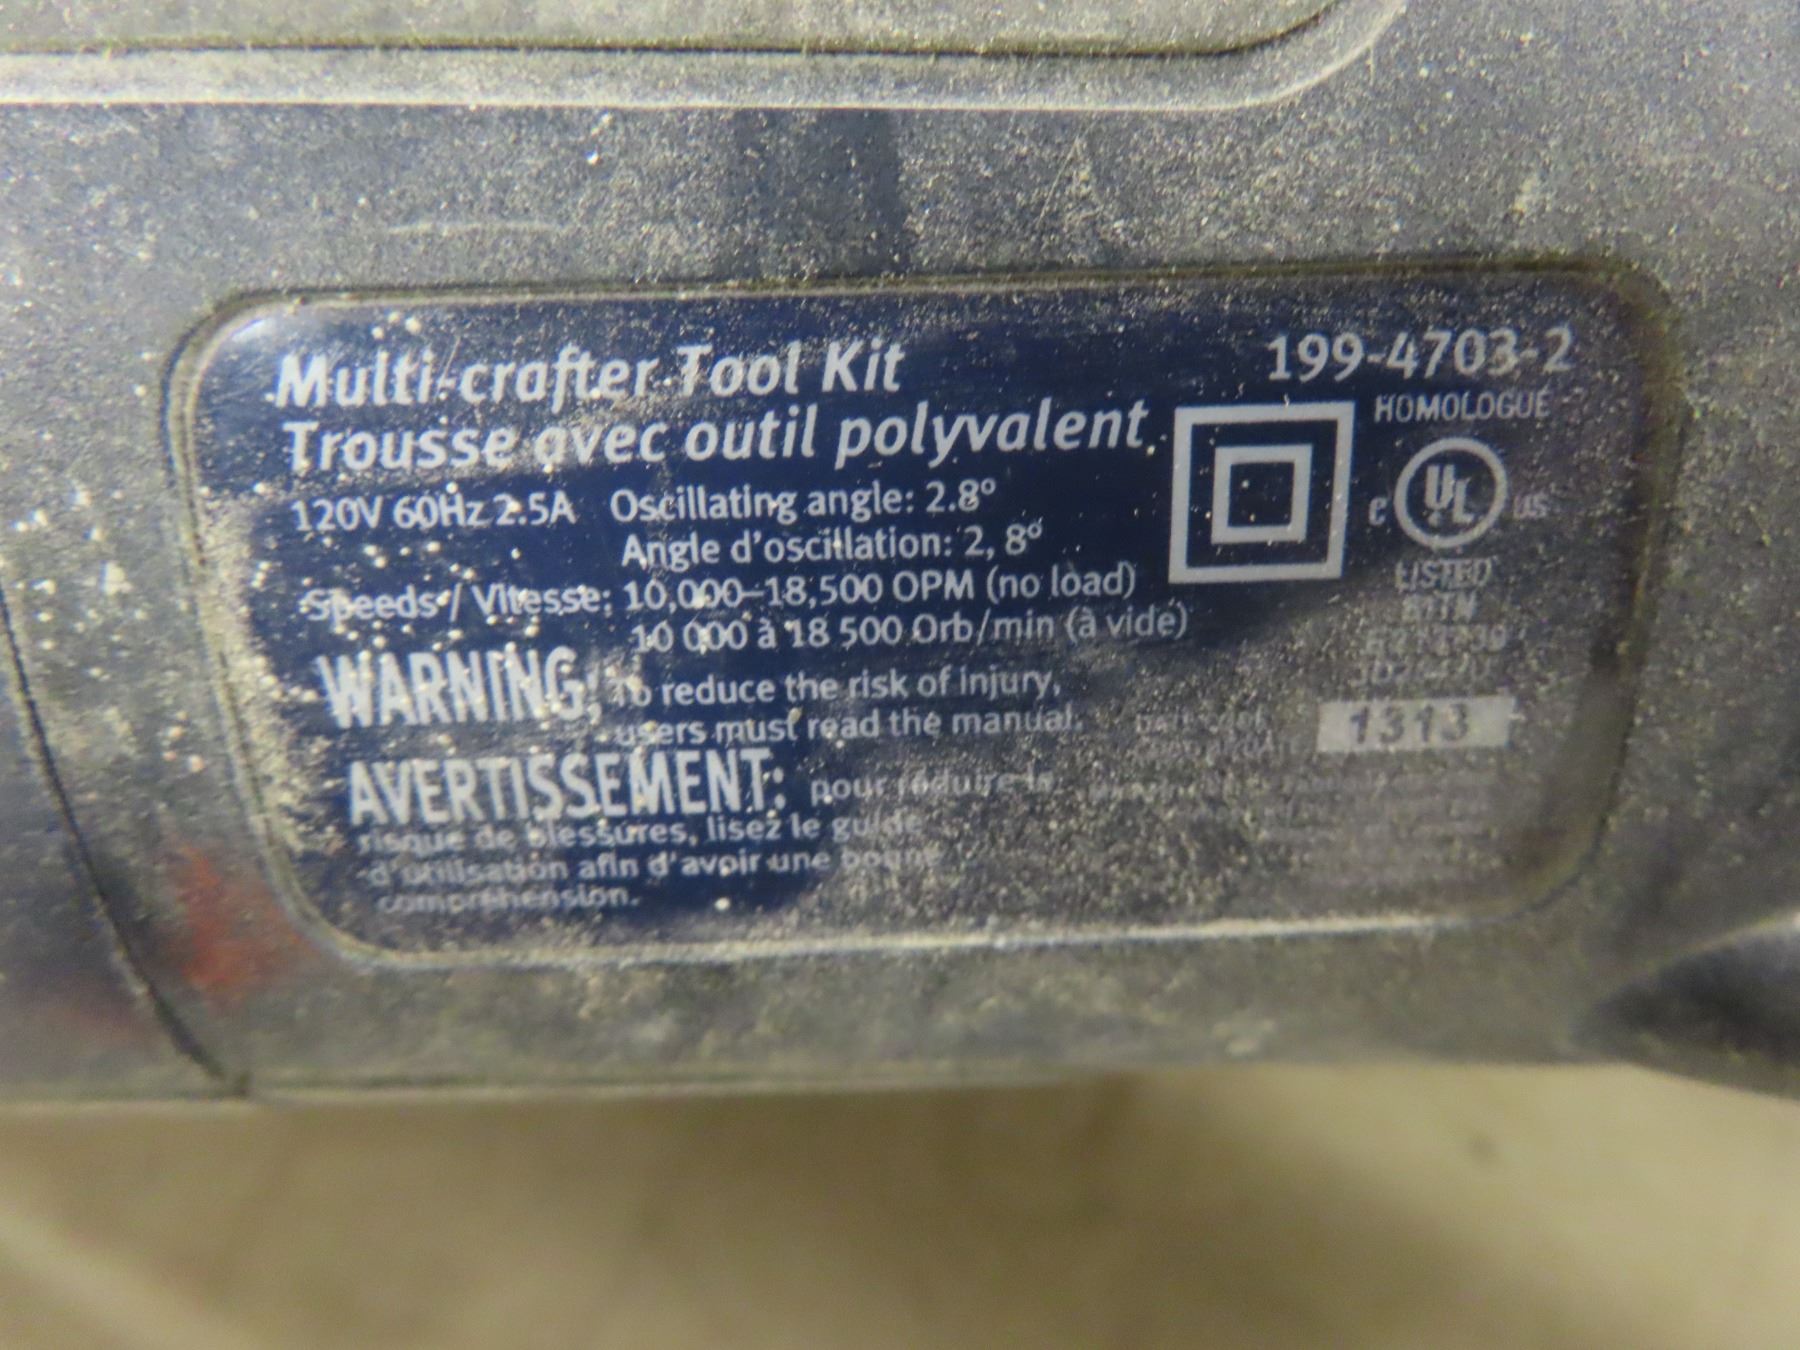 Multi-crafter Tool Kit
199-4703-2
Trousse avec outil polyvalent
HOMOLOGUÉ
120V 60Hz 2.5A Oscillating angle: 2.8°
Angle d'oscillation: 2, 8°
C UL US
LISTED
Speeds / Vitesse: 10,000–18,500 OPM (no load)
10 000 à 18 500 Orb/min (à vide)
WARNING: To reduce the risk of injury,
users must read the manual.
1313
AVERTISSEMENT: pour réduire le
risque de blessures, lisez le guide
d'utilisation afin d'avoir une bonne
compréhension.